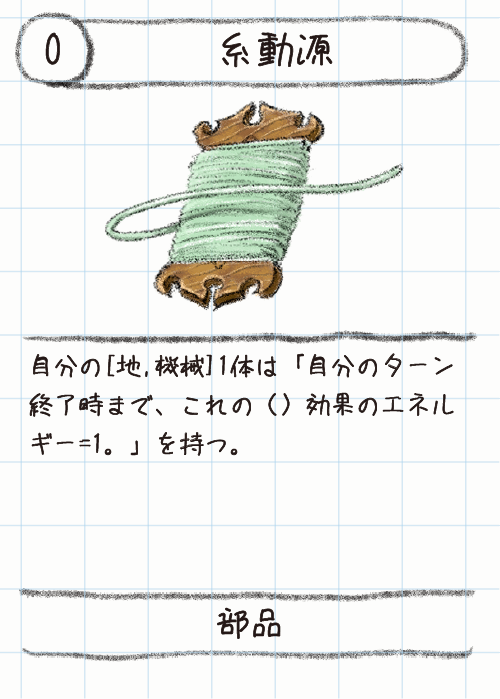 0
糸動源
自分の[地,機械]1体は「自分のターン
終了時まで、これの()効果のエネル
ギー=1。」を持つ。
部品